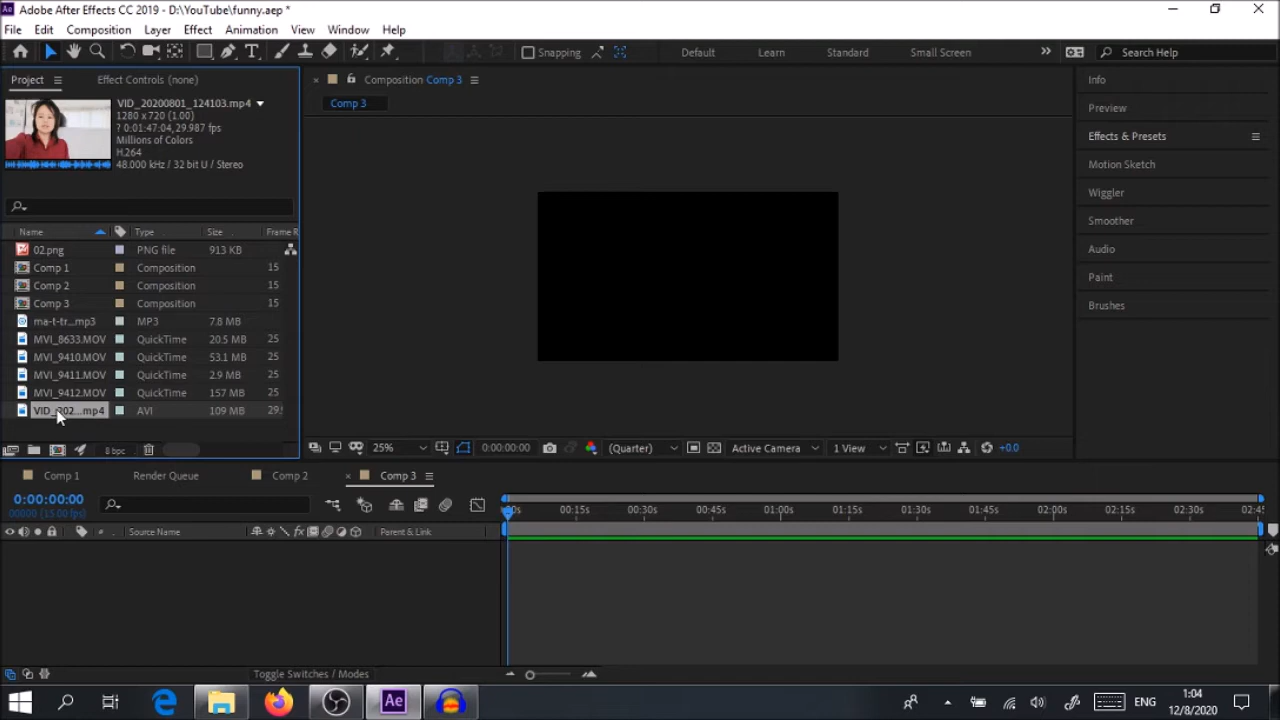 Adobe After Effects CC 2019 - D:\YouTube\funny.aep *
File Edit Composition Layer Effect Animation View Window Help
Snapping Default Learn Standard Small Screen Search Help
Project Effect Controls (none)
Composition Comp 3
Comp 3
VID_20200801_124103.mp4
1280 x 720 (1.00)
? 0:01:47:04, 29.987 fps
Millions of Colors
H.264
48.000 kHz / 32 bit U / Stereo
Name Type Size Frame R
02.png PNG file 913 KB
Comp 1 Composition 15
Comp 2 Composition 15
Comp 3 Composition 15
ma-t-tr...mp3 MP3 7.8 MB
MVI_8633.MOV QuickTime 20.5 MB 25
MVI_9410.MOV QuickTime 53.1 MB 25
MVI_9411.MOV QuickTime 2.9 MB 25
MVI_9412.MOV QuickTime 157 MB 25
VID_202...mp4 AVI 109 MB 29.
8 bpc
25% 0:00:00:00 (Quarter) Active Camera 1 View +0.0
Info
Preview
Effects & Presets
Motion Sketch
Wiggler
Smoother
Audio
Paint
Brushes
Comp 1 Render Queue Comp 2 Comp 3
0:00:00:00
00000 (15.00 fps)
:00s 00:15s 00:30s 00:45s 01:00s 01:15s 01:30s 01:45s 02:00s 02:15s 02:30s 02:45
# Source Name fx Parent & Link
Toggle Switches / Modes
Ae ENG 1:04
12/8/2020